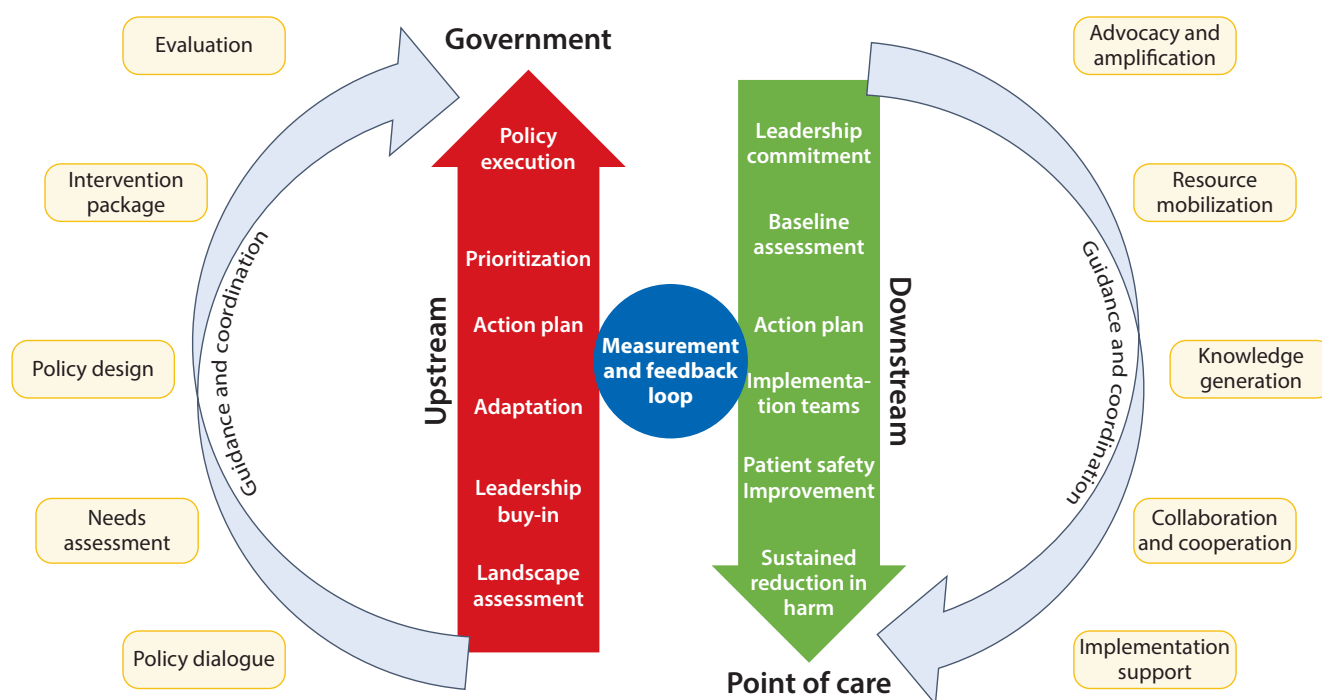 Evaluation
Intervention
package
Policy design
Needs
assessment
Policy dialogue
Guidance and coordination
Government
Upstream
Policy
execution
Prioritization
Action plan
Adaptation
Leadership
buy-in
Landscape
assessment
Measurement
and feedback
loop
Leadership
commitment
Baseline
assessment
Action plan
Implementa-
tion teams
Patient safety
Improvement
Sustained
reduction in
harm
Downstream
Point of care
Guidance and coordination
Advocacy and
amplification
Resource
mobilization
Knowledge
generation
Collaboration
and cooperation
Implementation
support